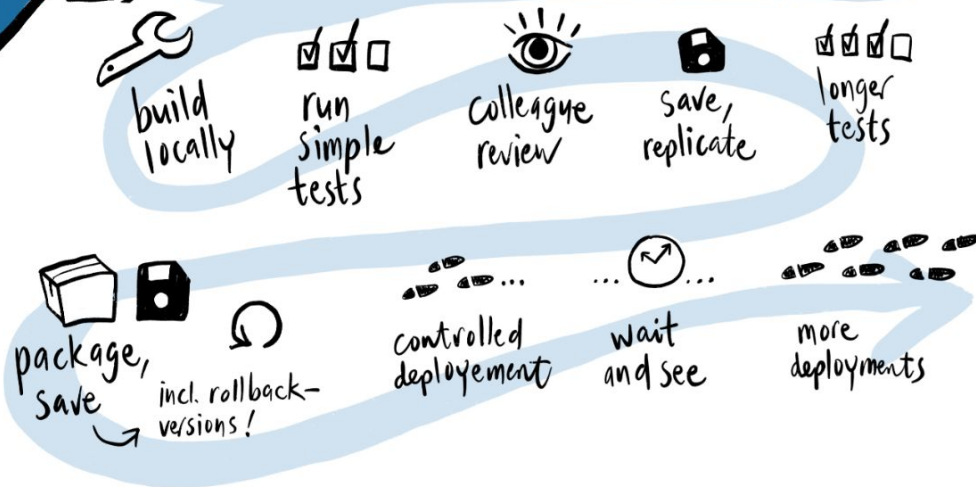 build
locally
run
simple
tests
colleague
review
save,
replicate
longer
tests
package,
save
incl. rollback-
versions!
controlled
deployement
...
...
...
wait
and see
more
deployments